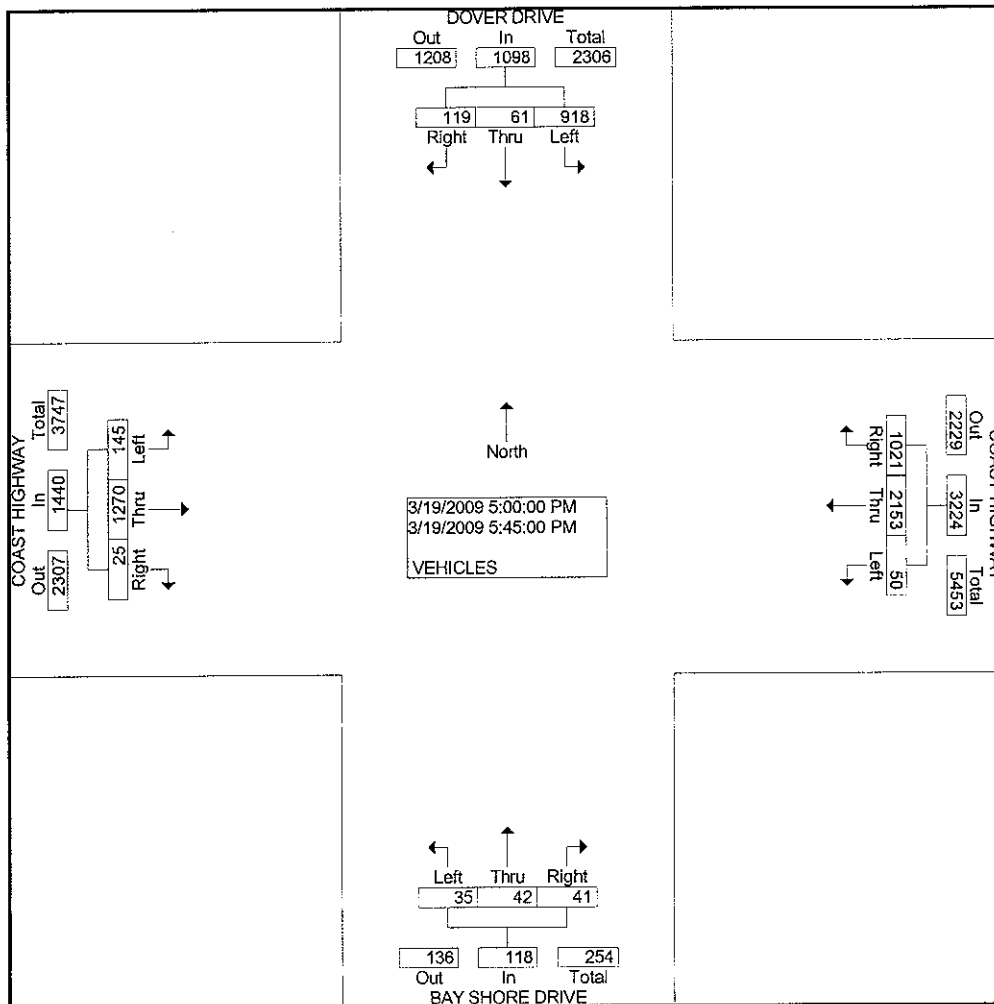 DOVER DRIVE
Out In Total
1208 1098 2306
119 61 918
Right Thru Left
COAST HIGHWAY
Out In Total
2307 1440 3747
25 1270 145
Right Thru Left
North
3/19/2009 5:00:00 PM
3/19/2009 5:45:00 PM
VEHICLES
COAST HIGHWAY
Out In Total
2229 3224 5453
1021 2153 50
Right Thru Left
Left Thru Right
35 42 41
136 118 254
Out In Total
BAY SHORE DRIVE